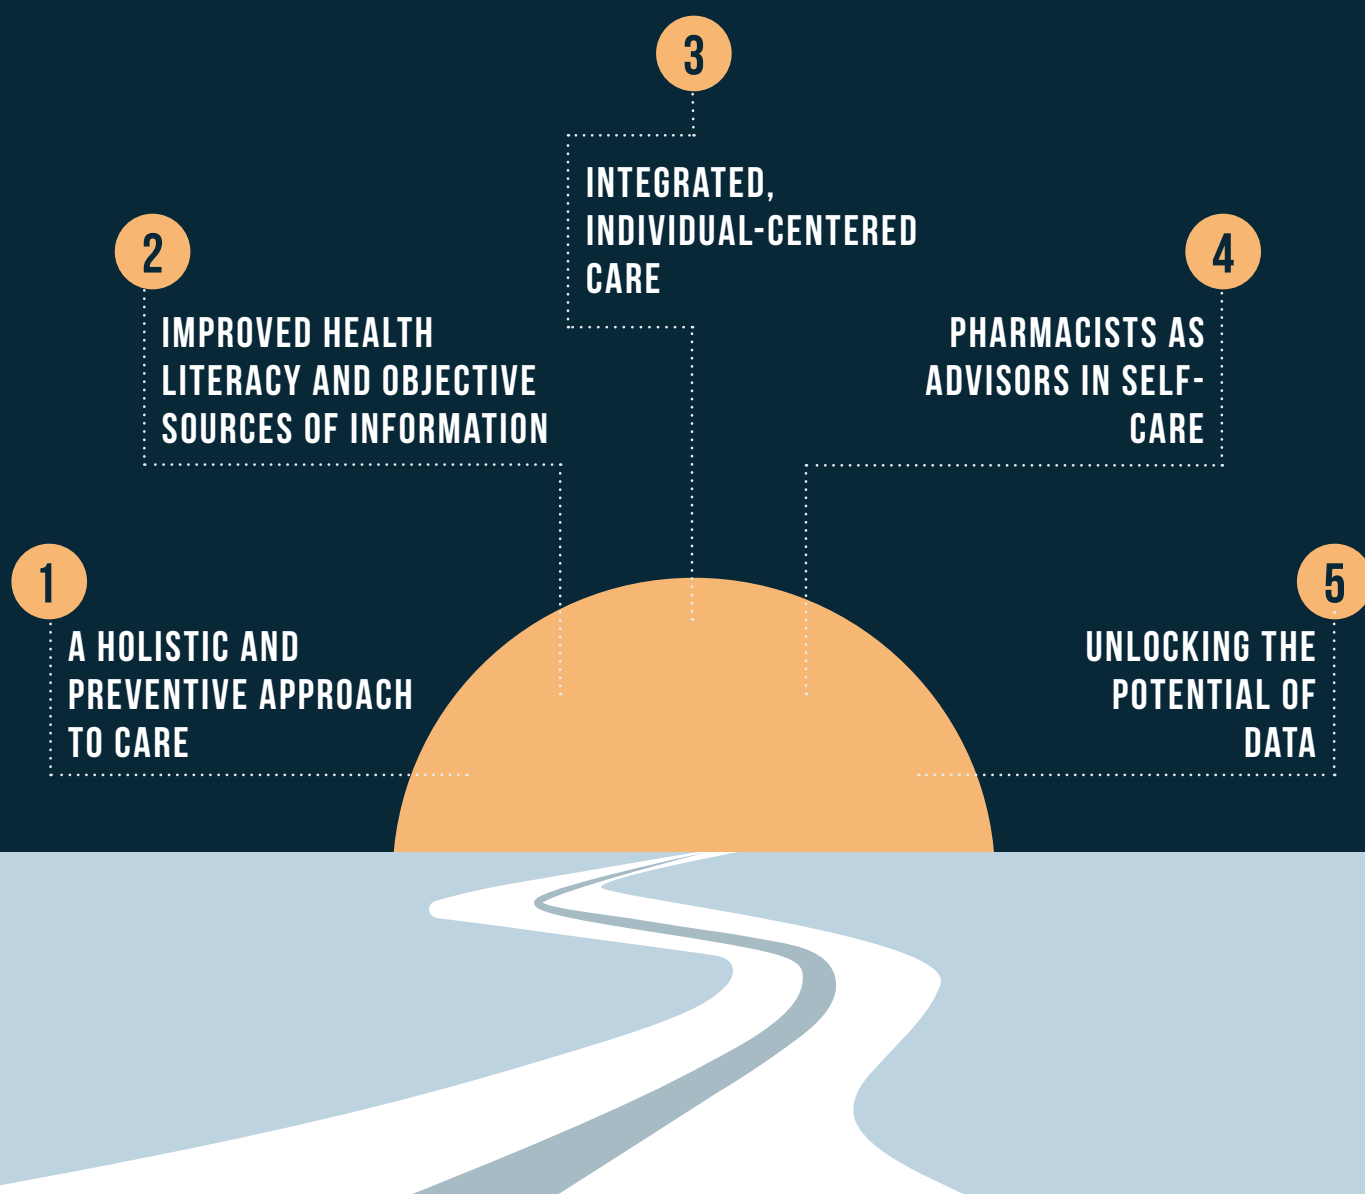 3
INTEGRATED,
INDIVIDUAL-CENTERED
CARE
2
IMPROVED HEALTH
LITERACY AND OBJECTIVE
SOURCES OF INFORMATION
4
PHARMACISTS AS
ADVISORS IN SELF-
CARE
1
A HOLISTIC AND
PREVENTIVE APPROACH
TO CARE
5
UNLOCKING THE
POTENTIAL OF
DATA